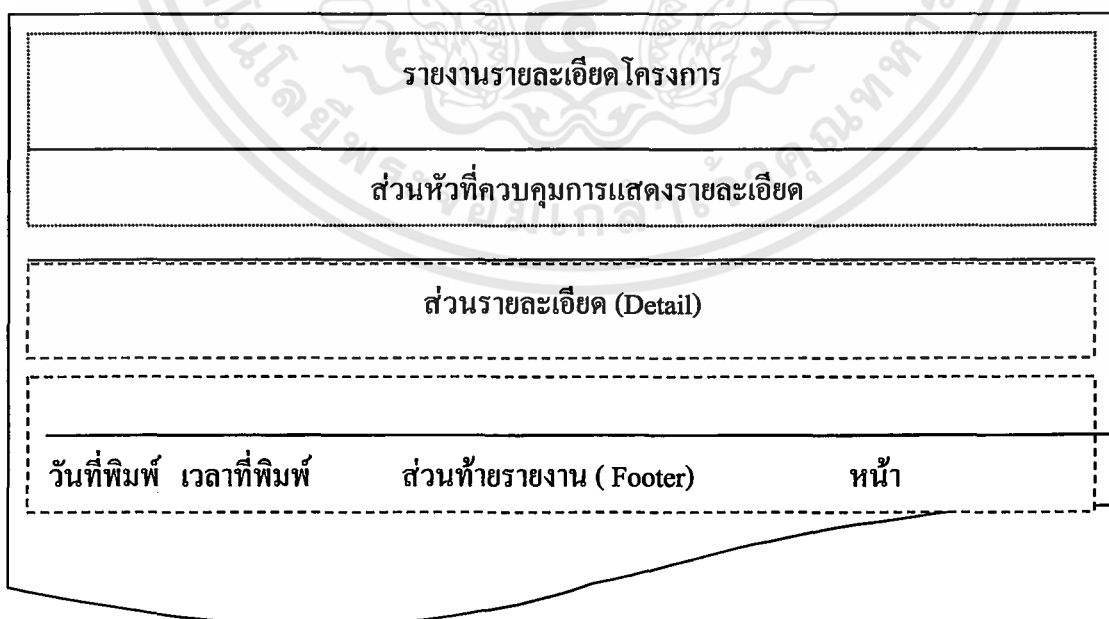 รายงานรายละเอียดโครงการ
ส่วนหัวที่ควบคุมการแสดงรายละเอียด
ส่วนรายละเอียด (Detail)
วันที่พิมพ์ เวลาที่พิมพ์ ส่วนท้ายรายงาน ( Footer) หน้า